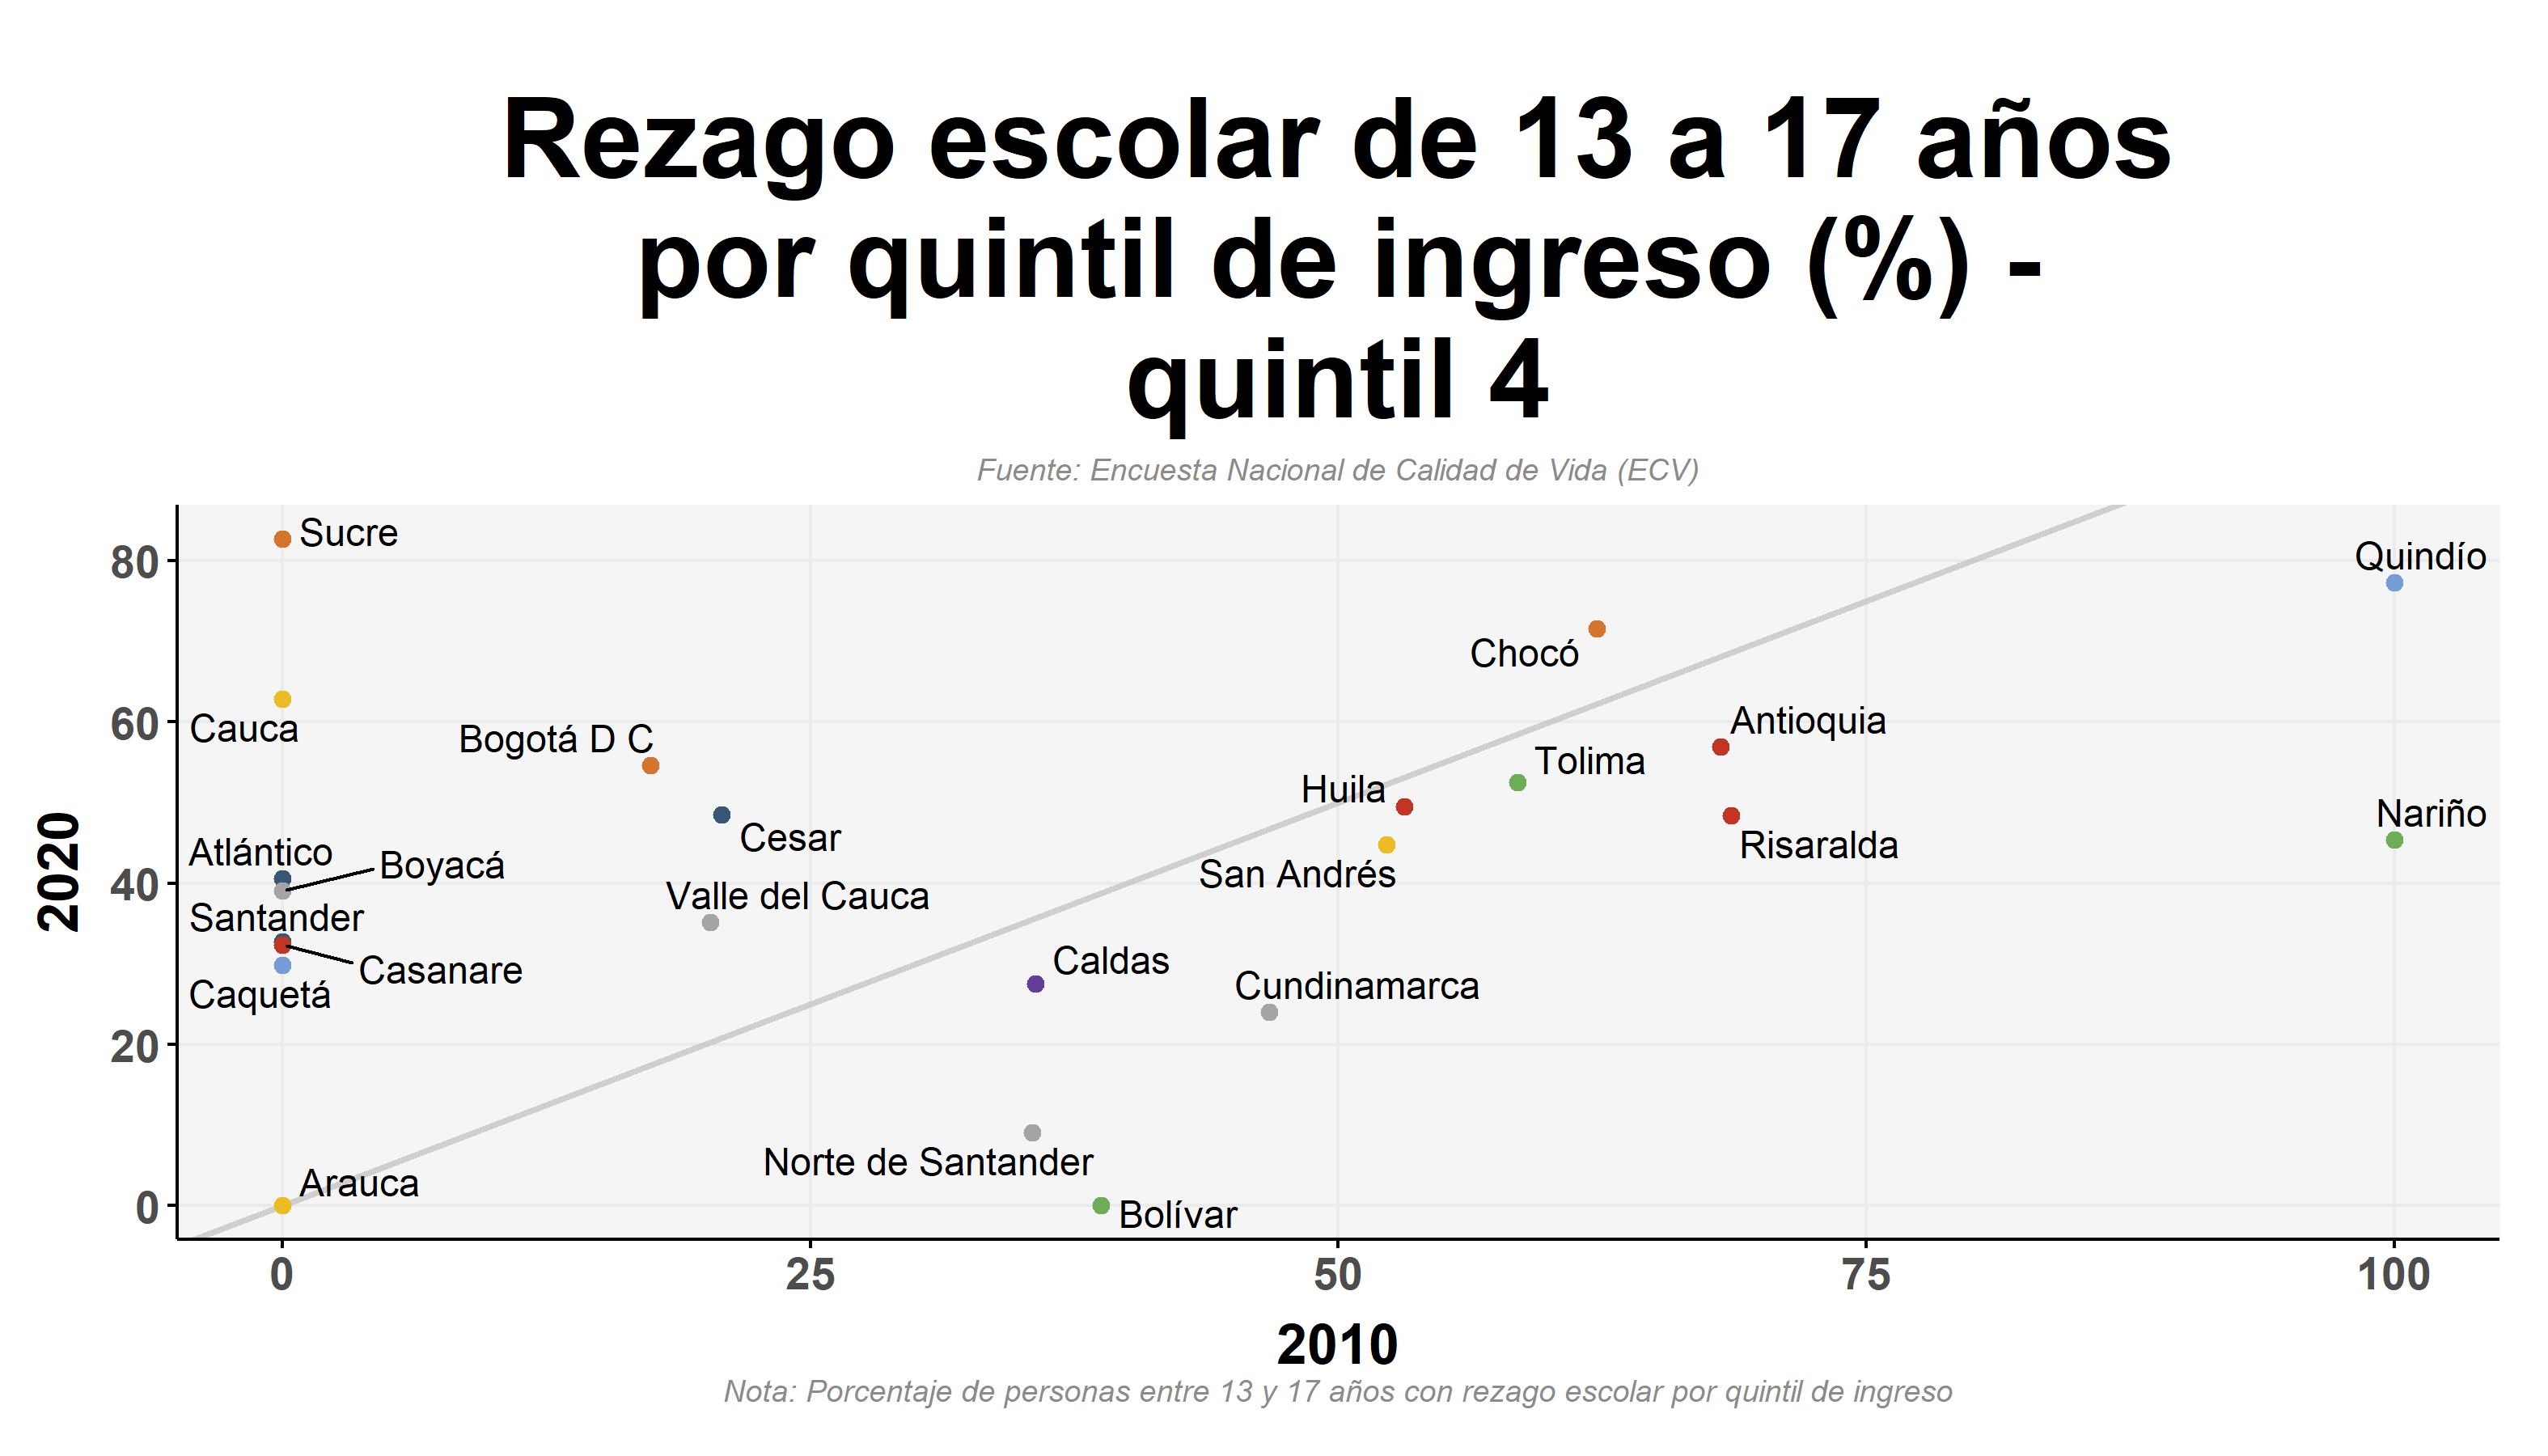 Rezago escolar de 13 a 17 años
por quintil de ingreso (%) -
quintil 4
Fuente: Encuesta Nacional de Calidad de Vida (ECV)
Sucre
80
Quindío
Chocó
60
Cauca
Bogotá D C
Antioquia
Tolima
Huila
Nariño
Cesar
Risaralda
2020
Atlántico
Boyacá
San Andrés
40
Valle del Cauca
Santander
Casanare
Caldas
Caquetá
Cundinamarca
20
Norte de Santander
Arauca
0
Bolívar
0 25 50 75 100
2010
Nota: Porcentaje de personas entre 13 y 17 años con rezago escolar por quintil de ingreso